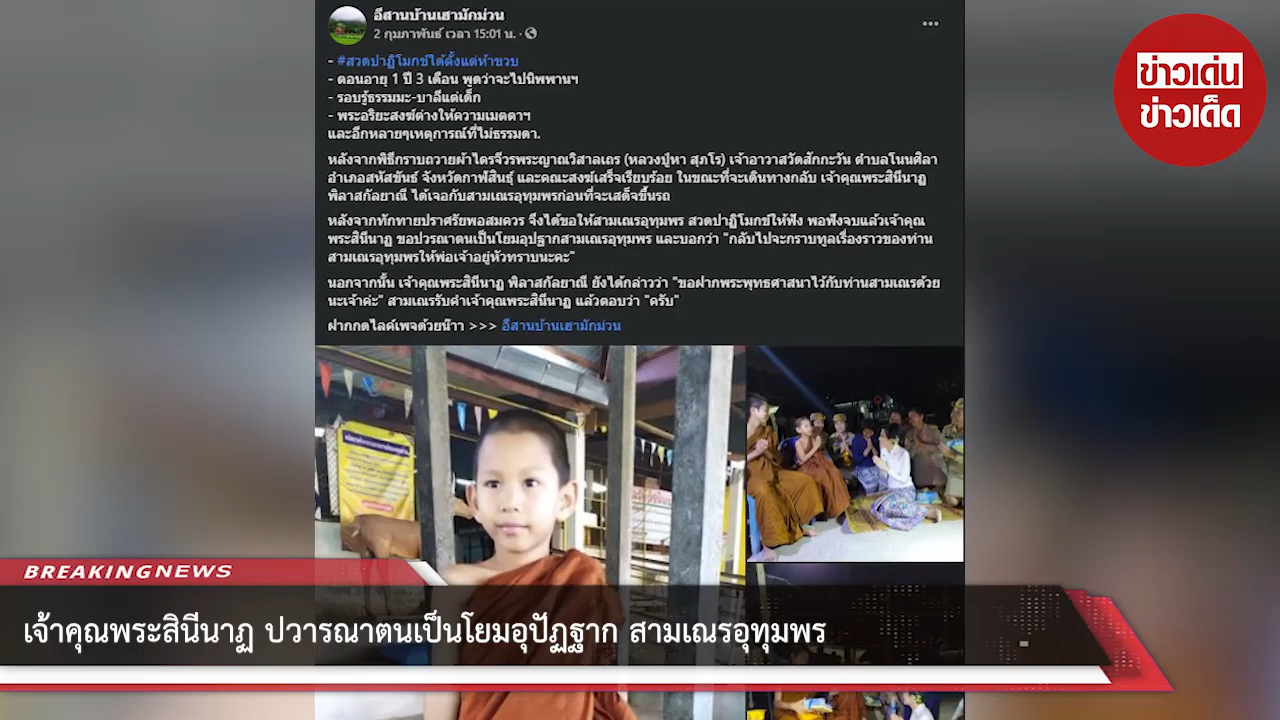 อีสานบ้านเฮามักม่วน
2 กุมภาพันธ์ เวลา 15:01 น. ·
ข่าวเด่น
ข่าวเด็ด
- #สวดปาฏิโมกข์ได้ตั้งแต่ห้าขวบ
- ตอนอายุ 1 ปี 3 เดือน พูดว่าจะไปนิพพานฯ
- รอบรู้ธรรมมะ-บาลีแต่เด็ก
- พระอริยะสงฆ์ต่างให้ความเมตตาฯ
และอีกหลายๆเหตุการณ์ที่ไม่ธรรมดา.
หลังจากพิธีกราบถวายผ้าไตรจีวรพระญาณวิสาลเถร (หลวงปู่หา สุภโร) เจ้าอาวาสวัดสักกะวัน ตำบลโนนศิลา
อำเภอสหัสขันธ์ จังหวัดกาฬสินธุ์ และคณะสงฆ์เสร็จเรียบร้อย ในขณะที่จะเดินทางกลับ เจ้าคุณพระสินีนาฏ
พิลาสกัลยาณี ได้เจอกับสามเณรอุทุมพรก่อนที่จะเสด็จขึ้นรถ
หลังจากทักทายปราศรัยพอสมควร จึงได้ขอให้สามเณรอุทุมพร สวดปาฏิโมกข์ให้ฟัง พอฟังจบแล้วเจ้าคุณ
พระสินีนาฏ ขอปวรณาตนเป็นโยมอุปฐากสามเณรอุทุมพร และบอกว่า "กลับไปจะกราบทูลเรื่องราวของท่าน
สามเณรอุทุมพรให้พ่อเจ้าอยู่หัวทราบนะคะ"
นอกจากนั้น เจ้าคุณพระสินีนาฏ พิลาสกัลยาณี ยังได้กล่าวว่า "ขอฝากพระพุทธศาสนาไว้กับท่านสามเณรด้วย
นะเจ้าค่ะ" สามเณรรับคำเจ้าคุณพระสินีนาฏ แล้วตอบว่า "ครับ"
ฝากกดไลค์เพจด้วยน๊าา >>> อีสานบ้านเฮามักม่วน
BREAKINGNEWS
เจ้าคุณพระสินีนาฏ ปวารณาตนเป็นโยมอุปัฏฐาก สามเณรอุทุมพร